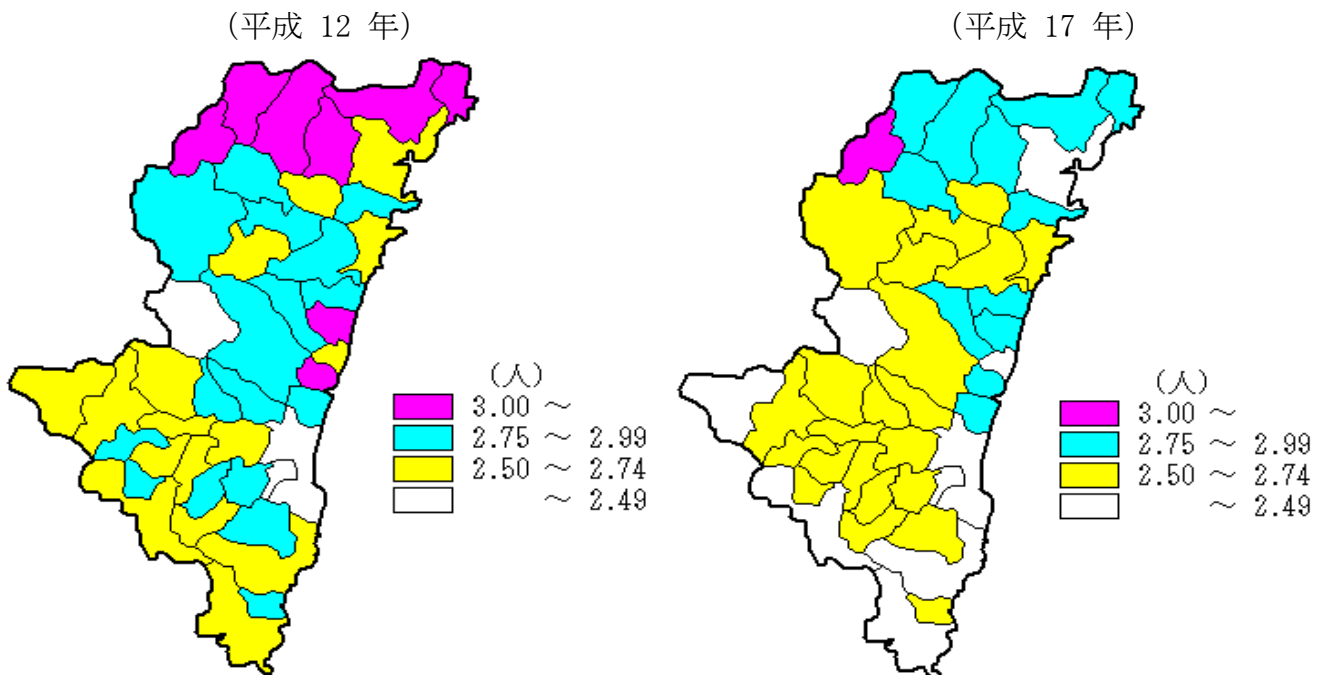 (平成 12 年)
(平成 17 年)
(人)
3.00 ～
2.75 ～ 2.99
2.50 ～ 2.74
～ 2.49
(人)
3.00 ～
2.75 ～ 2.99
2.50 ～ 2.74
～ 2.49